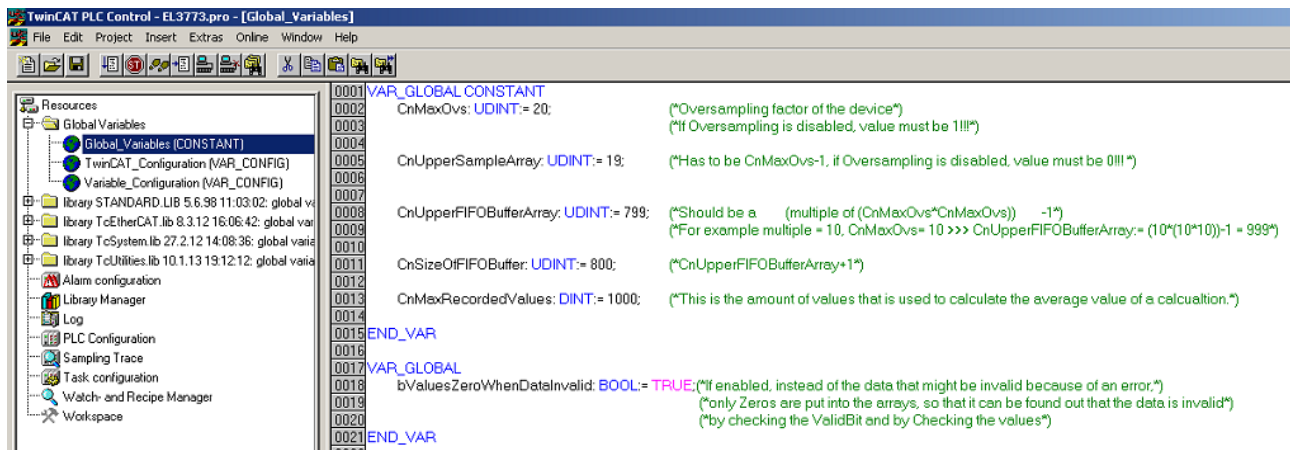 TwinCAT PLC Control - EL3773.pro - [Global_Variables]
File Edit Project Insert Extras Online Window Help
Resources
Global Variables
Global_Variables (CONSTANT)
TwinCAT_Configuration (VAR_CONFIG)
Variable_Configuration (VAR_CONFIG)
library STANDARD.LIB 5.6.98 11:03:02: global va
library TcEtherCAT.lib 8.3.12 16:06:42: global var
library TcSystem.lib 27.2.12 14:08:36: global varia
library TcUtilities.lib 10.1.13 19:12:12: global varia
Alarm configuration
Library Manager
Log
PLC Configuration
Sampling Trace
Task configuration
Watch- and Recipe Manager
Workspace
0001 VAR_GLOBAL CONSTANT
0002 CnMaxOvs: UDINT:= 20; (*Oversampling factor of the device*)
0003 (*If Oversampling is disabled, value must be 1!!!*)
0004
0005 CnUpperSampleArray: UDINT:= 19; (*Has to be CnMaxOvs-1, if Oversampling is disabled, value must be 0!!! *)
0006
0007
0008 CnUpperFIFOBufferArray: UDINT:= 799; (*Should be a (multiple of (CnMaxOvs*CnMaxOvs)) -1*)
0009 (*For example multiple = 10, CnMaxOvs= 10 >>> CnUpperFIFOBufferArray:= (10*(10*10))-1 = 999*)
0010
0011 CnSizeOfFIFOBuffer: UDINT:= 800; (*CnUpperFIFOBufferArray+1*)
0012
0013 CnMaxRecordedValues: DINT:= 1000; (*This is the amount of values that is used to calculate the average value of a calcualtion.*)
0014
0015 END_VAR
0016
0017 VAR_GLOBAL
0018 bValuesZeroWhenDataInvalid: BOOL:= TRUE;(*If enabled, instead of the data that might be invalid because of an error,*)
0019 (*only Zeros are put into the arrays, so that it can be found out that the data is invalid*)
0020 (*by checking the ValidBit and by Checking the values*)
0021 END_VAR